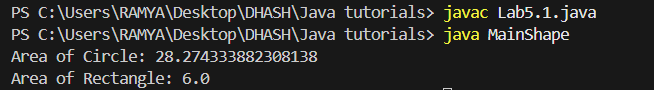 PS C:\Users\RAMYA\Desktop\DHASH\Java tutorials> javac Lab5.1.java
PS C:\Users\RAMYA\Desktop\DHASH\Java tutorials> java MainShape
Area of Circle: 28.274333882308138
Area of Rectangle: 6.0